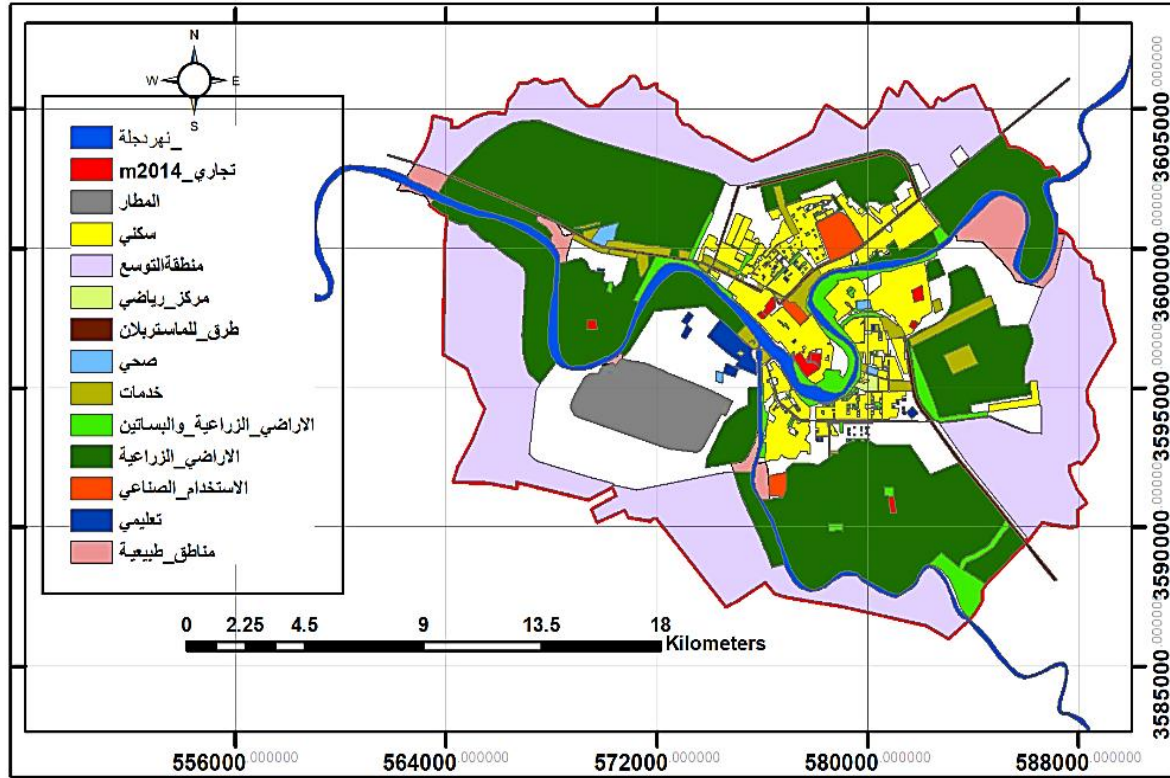 N
W E
S
_نهردجلة
تجاري_m2014
المطار
سكني
منطقةالتوسع
مركز_رياضي
طرق_للماستربلان
صحي
خدمات
الاراضي_الزراعية_والبساتين
الاراضي_الزراعية
الاستخدام_الصناعي
تعليمي
مناطق_طبيعية
0 2.25 4.5 9 13.5 18
Kilometers
3605000.000000
3600000.000000
3595000.000000
3590000.000000
3585000.000000
556000.000000 564000.000000 572000.000000 580000.000000 588000.000000